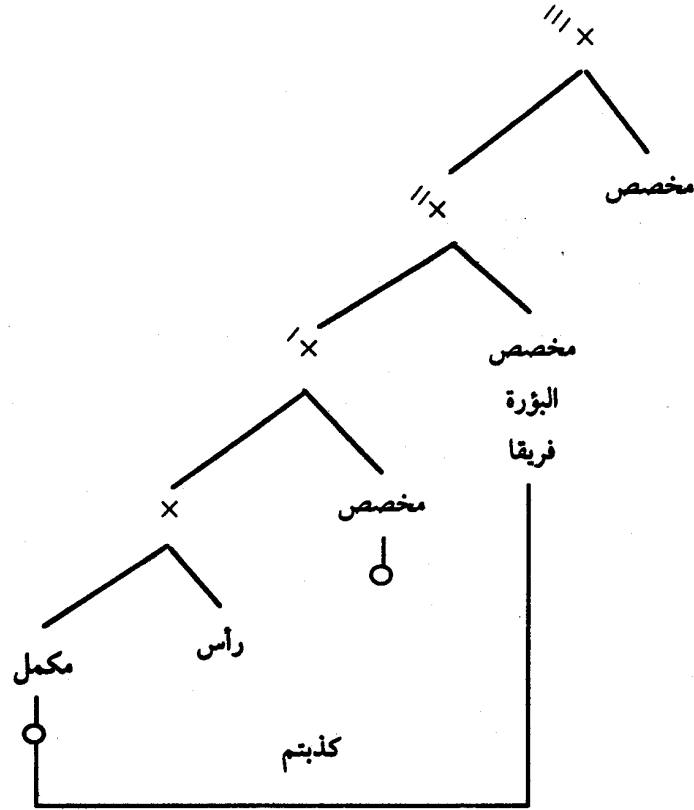 ///×
مخصص
//×
مخصص
البؤرة
فريقا
/×
مخصص
×
رأس
مكمل
كذبتم